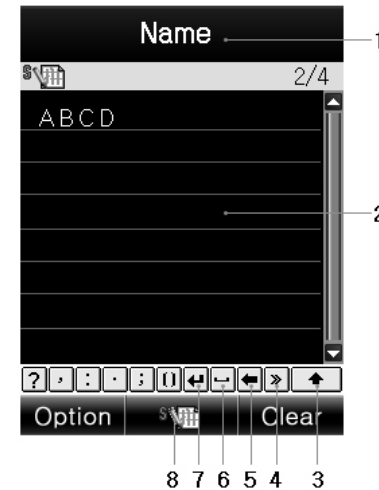 Name
1
S
2/4
ABCD
2
? , : . ; ()
Option S Clear
8 7 6 5 4 3